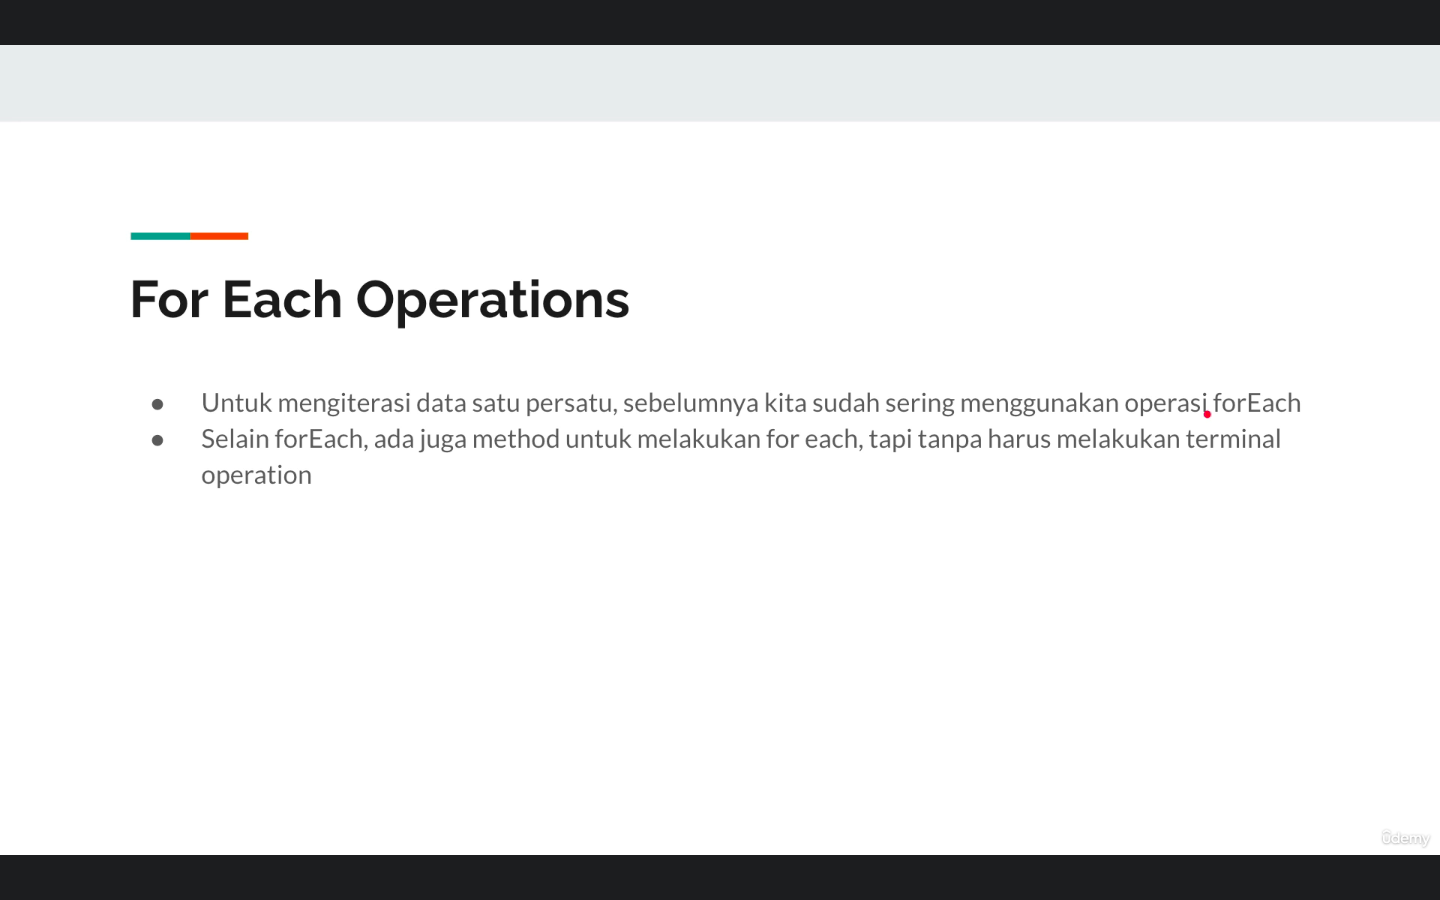 For Each Operations
● Untuk mengiterasi data satu persatu, sebelumnya kita sudah sering menggunakan operasi forEach
● Selain forEach, ada juga method untuk melakukan for each, tapi tanpa harus melakukan terminal
operation
ûdemy